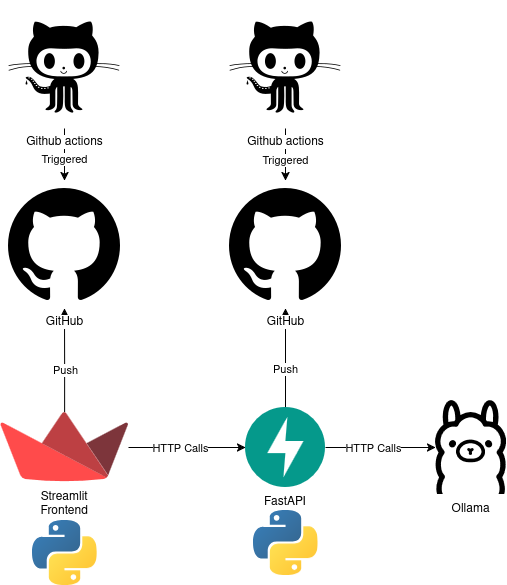 Github actions
Github actions
Triggered
Triggered
GitHub
GitHub
Push
Push
HTTP Calls
HTTP Calls
Streamlit
Frontend
FastAPI
Ollama